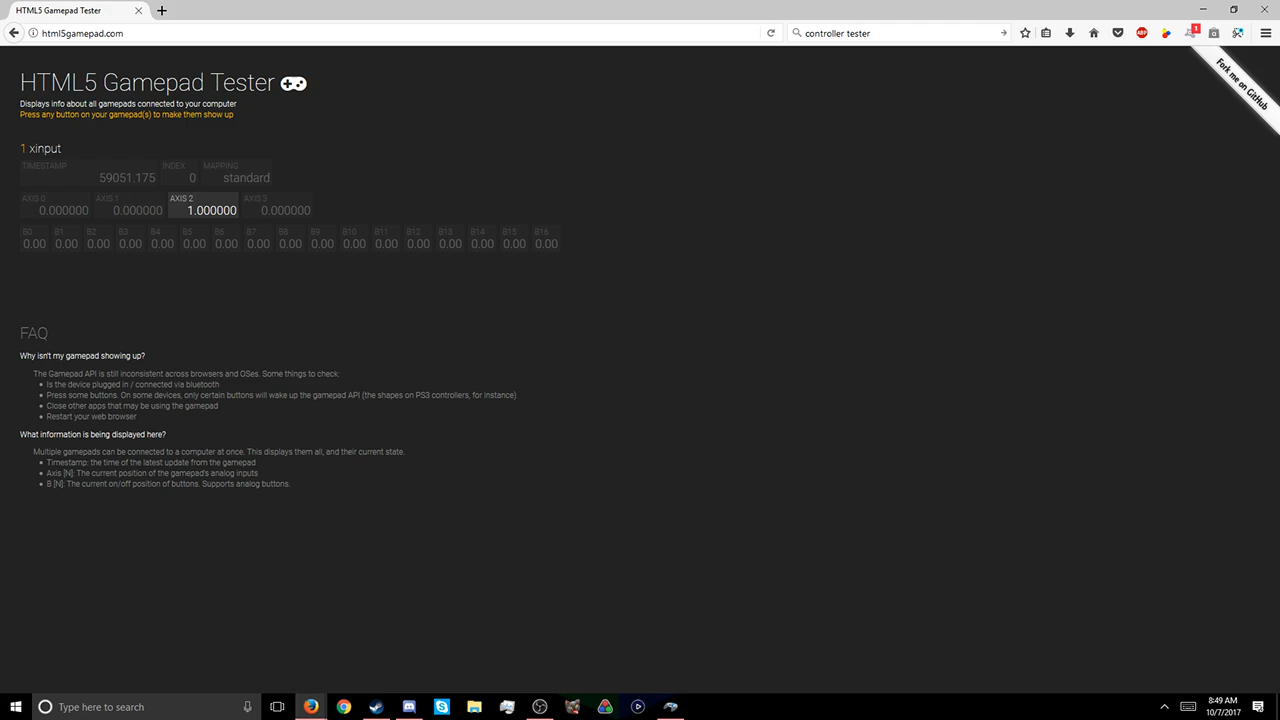 HTML5 Gamepad Tester
html5gamepad.com
controller tester
ABP
1
Fork me on GitHub
HTML5 Gamepad Tester
Displays info about all gamepads connected to your computer
Press any button on your gamepad(s) to make them show up
1 xinput
TIMESTAMP INDEX MAPPING
59051.175 0 standard
AXIS 0 AXIS 1 AXIS 2 AXIS 3
0.000000 0.000000 1.000000 0.000000
B0 B1 B2 B3 B4 B5 B6 B7 B8 B9 B10 B11 B12 B13 B14 B15 B16
0.00 0.00 0.00 0.00 0.00 0.00 0.00 0.00 0.00 0.00 0.00 0.00 0.00 0.00 0.00 0.00 0.00
FAQ
Why isn't my gamepad showing up?
The Gamepad API is still inconsistent across browsers and OSes. Some things to check:
Is the device plugged in / connected via bluetooth
Press some buttons. On some devices, only certain buttons will wake up the gamepad API (the shapes on PS3 controllers, for instance)
Close other apps that may be using the gamepad
Restart your web browser
What information is being displayed here?
Multiple gamepads can be connected to a computer at once. This displays them all, and their current state.
Timestamp: the time of the latest update from the gamepad
Axis [N]: The current position of the gamepad's analog inputs
B [N]: The current on/off position of buttons. Supports analog buttons.
Type here to search
8:49 AM
10/7/2017